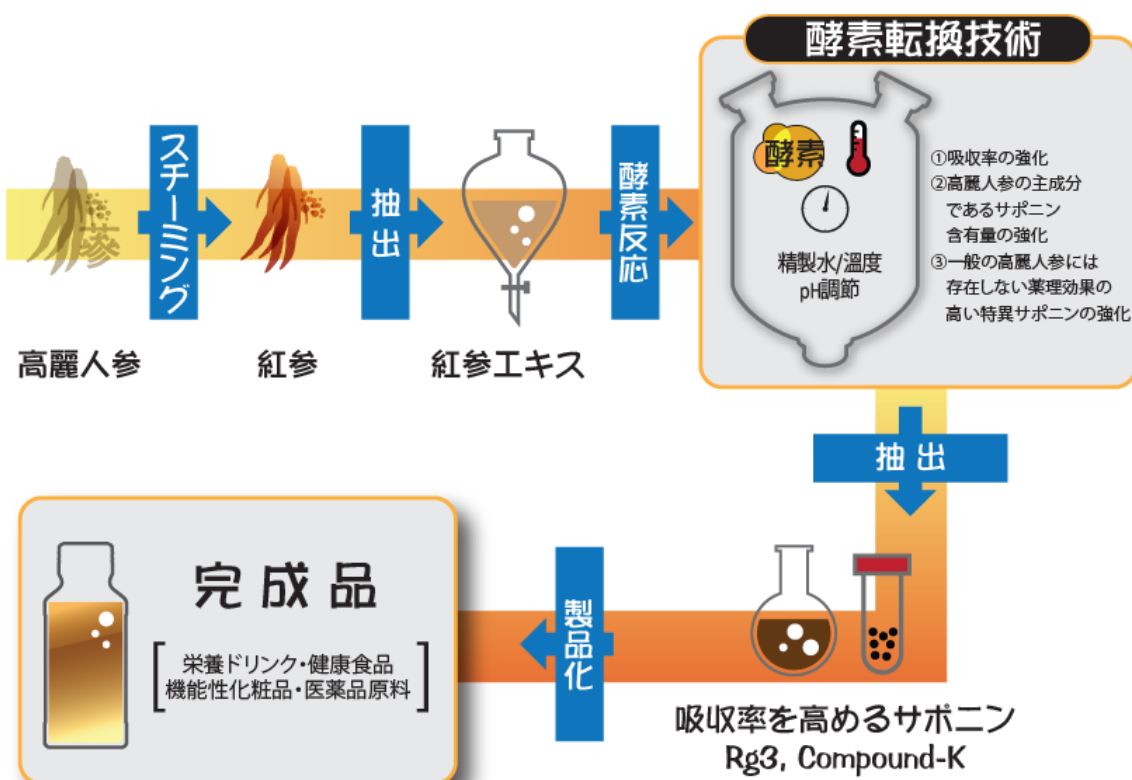 酵素転換技術
スチーミング
抽出
酵素反応
蔘
酵素
精製水/溫度
pH調節
①吸収率の強化
②高麗人参の主成分
であるサポニン
含有量の強化
③一般の高麗人参には
存在しない薬理効果の
高い特異サポニンの強化
高麗人参
紅参
紅参エキス
抽出
吸収率を高めるサポニン
Rg3, Compound-K
製品化
完成品
栄養ドリンク・健康食品
機能性化粧品・医薬品原料